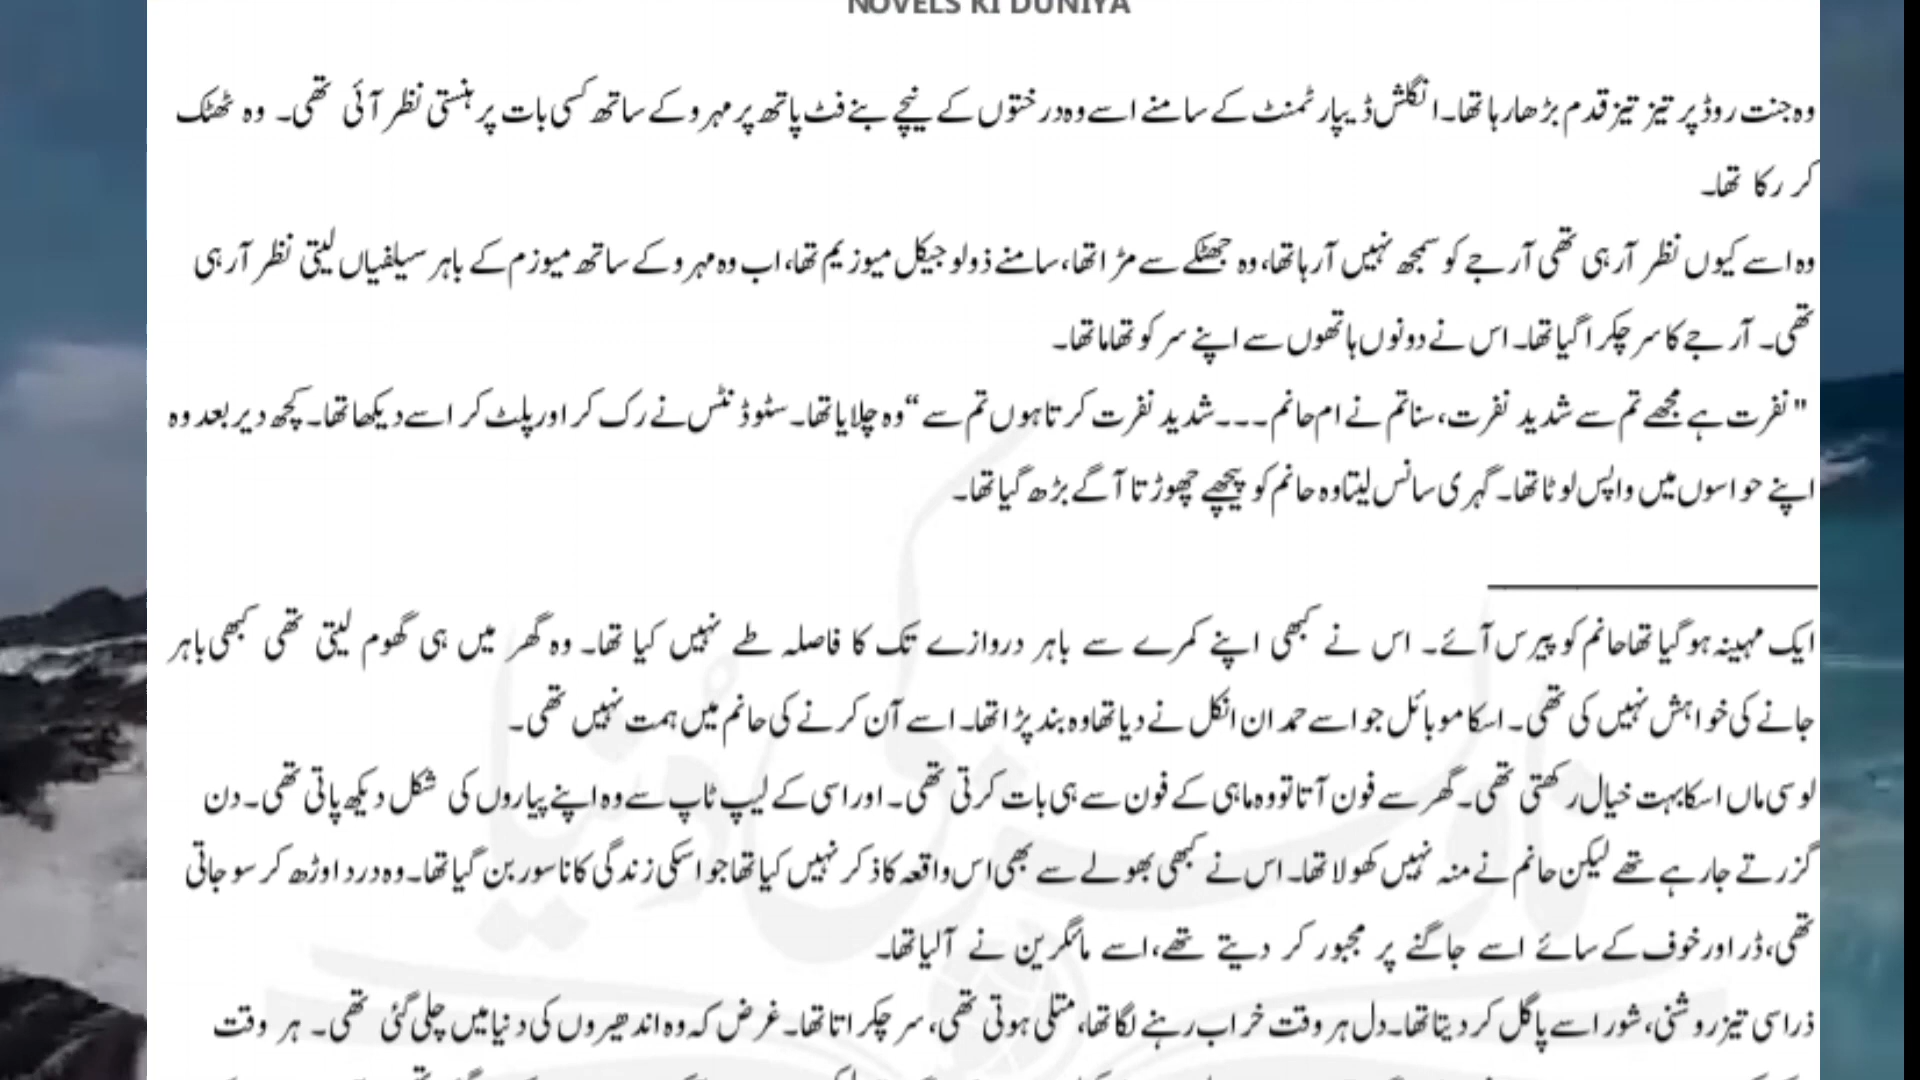 NOVELS KI DUNIYA
وہ جنت روڈ پر تیز تیز قدم بڑھا رہا تھا۔ انگلش ڈیپارٹمنٹ کے سامنے اسے وہ درختوں کے نیچے بنے فٹ پاتھ پر مہرو کے ساتھ کسی بات پر ہنستی نظر آئی تھی۔ وہ ٹھٹک
کر رکا تھا۔
وہ اسے کیوں نظر آرہی تھی آرجے کو سمجھ نہیں آرہا تھا، وہ جھٹکے سے مڑا تھا، سامنے ذولوجیکل میوزیم تھا، اب وہ مہرو کے ساتھ میوزم کے باہر سیلفیاں لیتی نظر آرہی
تھی۔ آرجے کا سر چکرا گیا تھا۔ اس نے دونوں ہاتھوں سے اپنے سر کو تھاما تھا۔
"نفرت ہے مجھے تم سے شدید نفرت، سنا تم نے ام حانم۔۔۔ شدید نفرت کرتا ہوں تم سے“ وہ چلایا تھا۔ سٹوڈنٹس نے رک کر اور پلٹ کر اسے دیکھا تھا۔ کچھ دیر بعد وہ
اپنے حواسوں میں واپس لوٹا تھا۔ گہری سانس لیتا وہ حانم کو پیچھے چھوڑتا آگے بڑھ گیا تھا۔
ایک مہینہ ہو گیا تھا حانم کو پیرس آئے۔ اس نے کبھی اپنے کمرے سے باہر دروازے تک کا فاصلہ طے نہیں کیا تھا۔ وہ گھر میں ہی گھوم لیتی تھی کبھی باہر
جانے کی خواہش نہیں کی تھی۔ اسکا موبائل جو اسے حمدان انکل نے دیا تھا وہ بند پڑا تھا۔ اسے آن کرنے کی حانم میں ہمت نہیں تھی۔
لوسی ماں اسکا بہت خیال رکھتی تھی۔ گھر سے فون آتا تو وہ ماہی کے فون سے ہی بات کرتی تھی۔ اور اسی کے لیپ ٹاپ سے وہ اپنے پیاروں کی شکل دیکھ پاتی تھی۔ دن
گزرتے جا رہے تھے لیکن حانم نے منہ نہیں کھولا تھا۔ اس نے کبھی بھولے سے بھی اس واقعہ کا ذکر نہیں کیا تھا جو اسکی زندگی کا ناسور بن گیا تھا۔ وہ درد اوڑھ کر سو جاتی
تھی، ڈر اور خوف کے سائے اسے جاگنے پر مجبور کر دیتے تھے، اسے مائگرین نے آلیا تھا۔
ذرا سی تیز روشنی، شور اسے پاگل کر دیتا تھا۔ دل ہر وقت خراب رہنے لگا تھا، متلی ہوتی تھی، سر چکراتا تھا۔ غرض کہ وہ اندھیروں کی دنیا میں چلی گئی تھی۔ ہر وقت